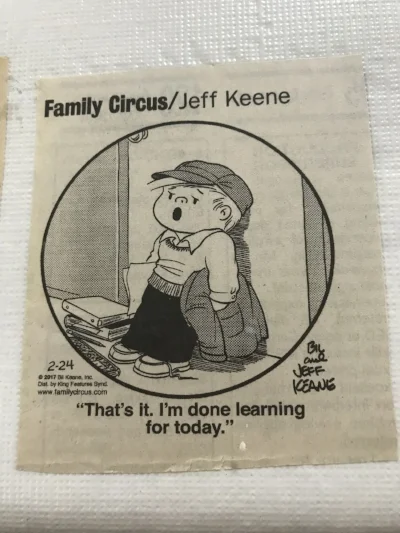 Family Circus/Jeff Keene
BIL
and
JEFF
KEANE
2-24
© 2017 Bil Keane, Inc.
Dist. by King Features Synd.
www.familycircus.com
"That's it. I'm done learning
for today."